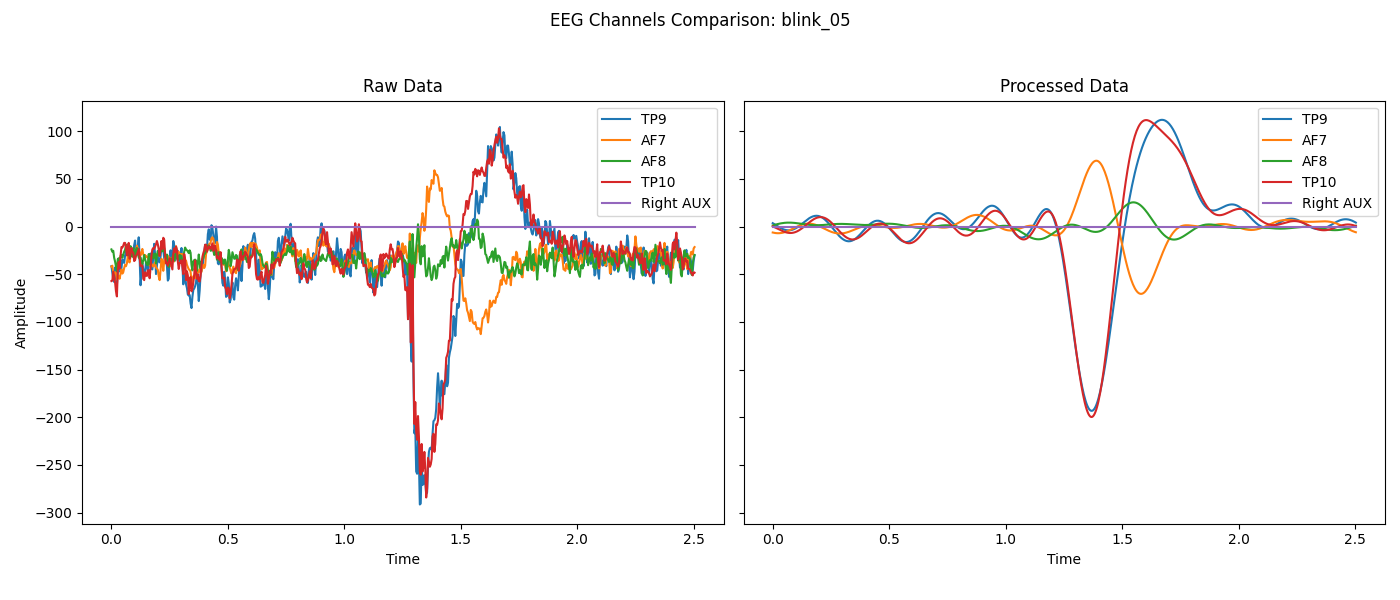 EEG Channels Comparison: blink_05
Raw Data
Processed Data
TP9
AF7
AF8
TP10
Right AUX
TP9
AF7
AF8
TP10
Right AUX
Amplitude
100
50
0
−50
−100
−150
−200
−250
−300
0.0 0.5 1.0 1.5 2.0 2.5
0.0 0.5 1.0 1.5 2.0 2.5
Time
Time